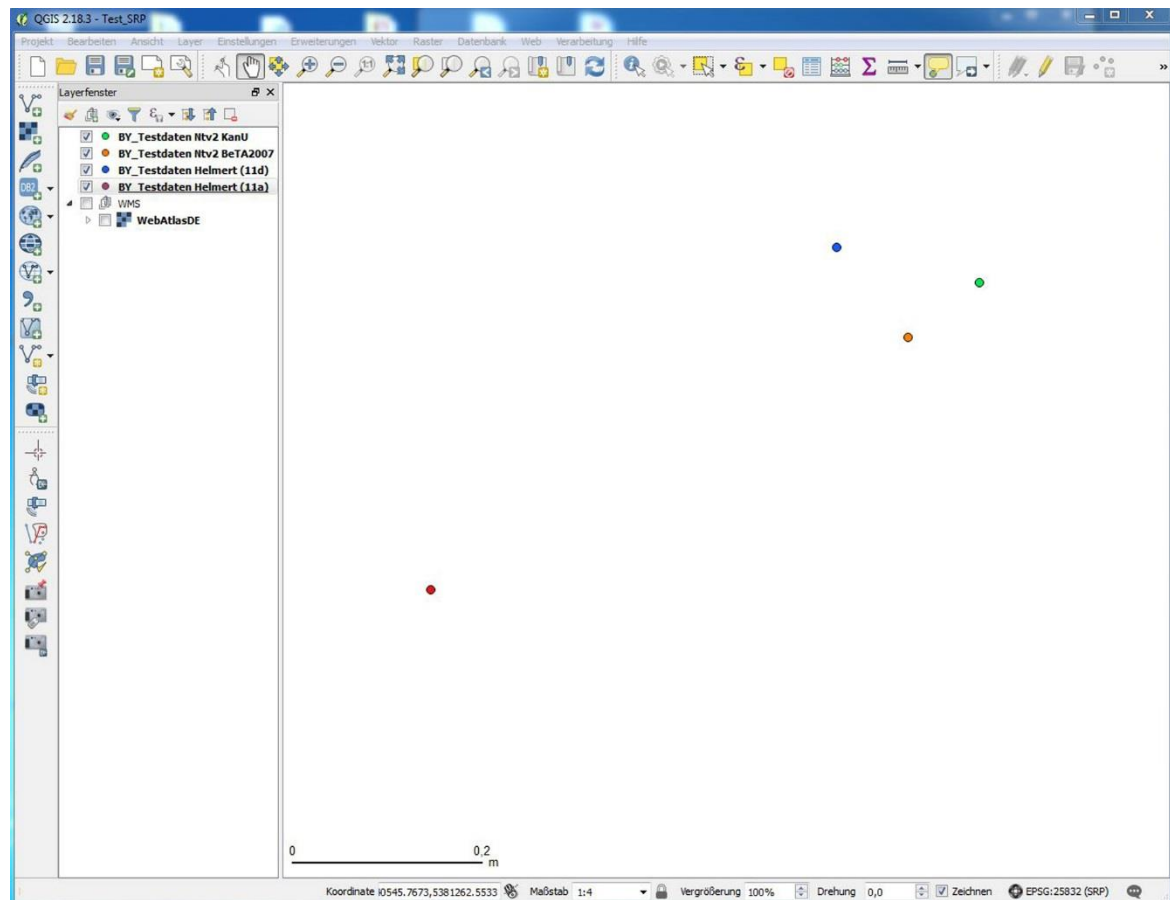 QGIS 2.18.3 - Test_SRP
Projekt Bearbeiten Ansicht Layer Einstellungen Erweiterungen Vektor Raster Datenbank Web Verarbeitung Hilfe
Layerfenster
BY_Testdaten Ntv2 KanU
BY_Testdaten Ntv2 BeTA2007
BY_Testdaten Helmert (11d)
BY_Testdaten Helmert (11a)
WMS
WebAtlasDE
DB2
0 0,2
m
Koordinate 0545.7673,5381262.5533 Maßstab 1:4 Vergrößerung 100% Drehung 0,0 Zeichnen EPSG:25832 (SRP)